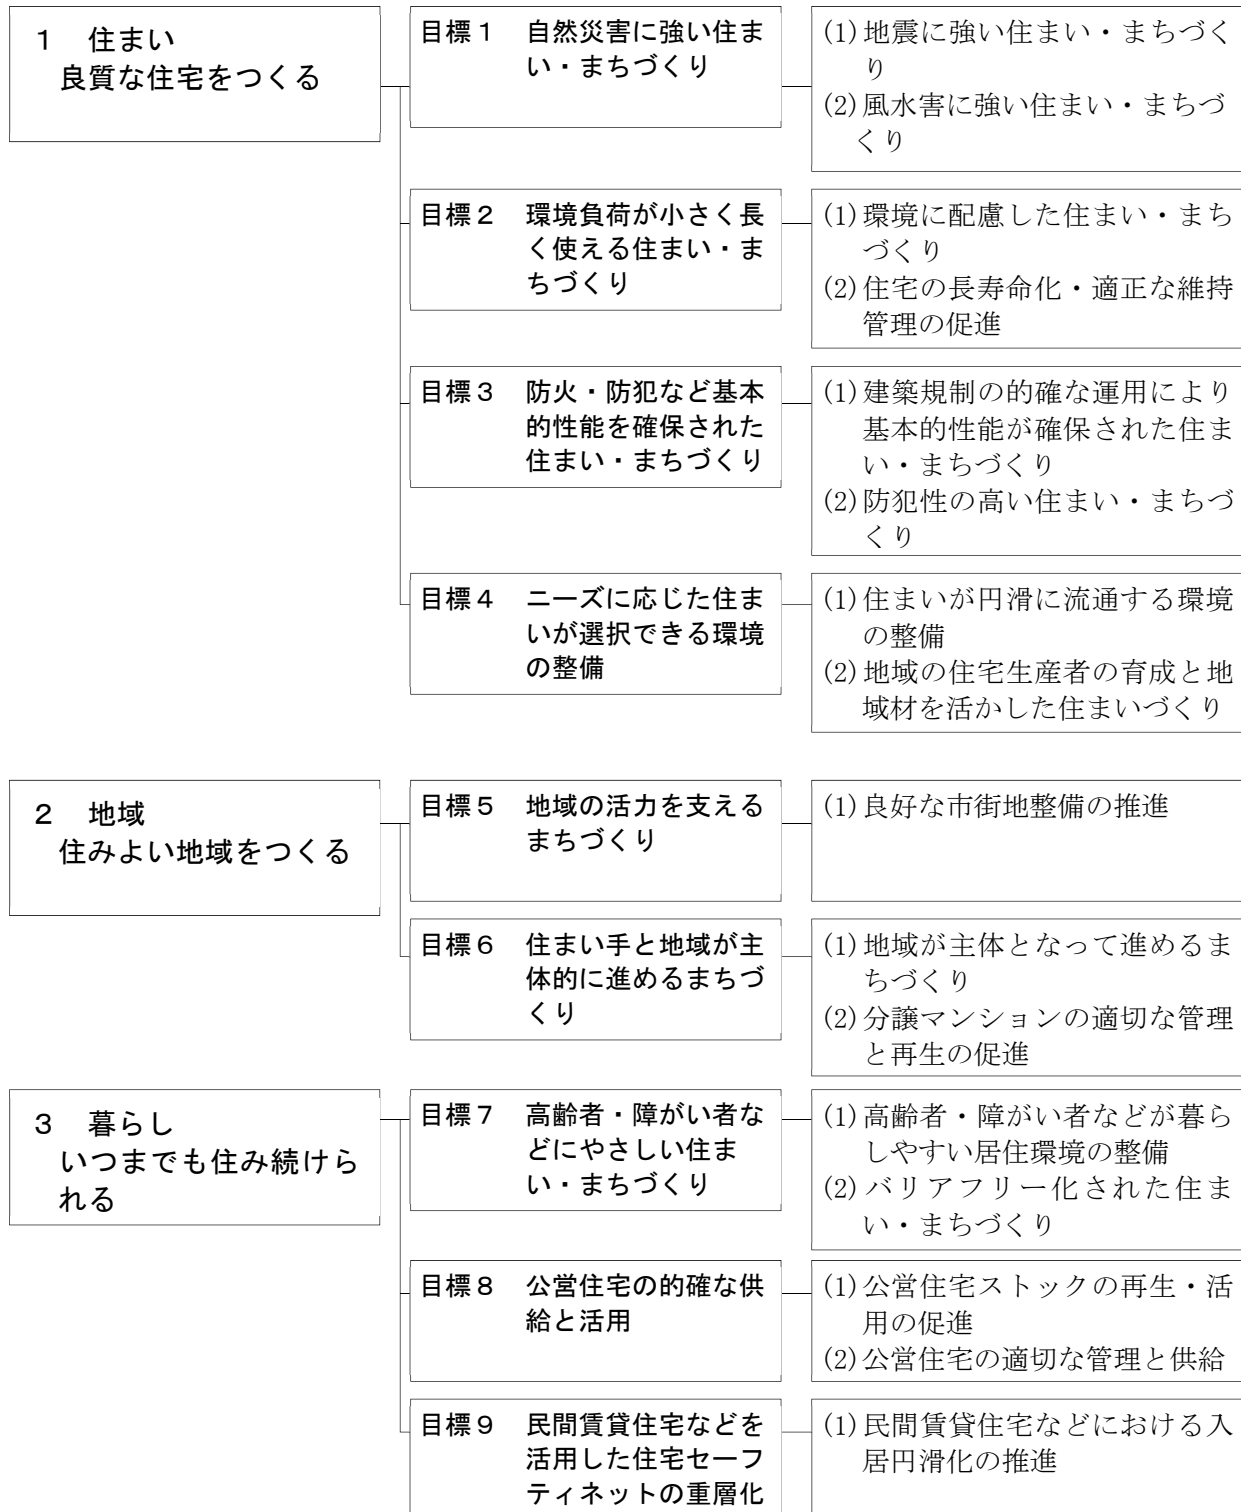 1　住まい
良質な住宅をつくる
目標１　自然災害に強い住ま
い・まちづくり
(1)地震に強い住まい・まちづく
り
(2)風水害に強い住まい・まちづ
くり
目標２　環境負荷が小さく長
く使える住まい・ま
ちづくり
(1)環境に配慮した住まい・まち
づくり
(2)住宅の長寿命化・適正な維持
管理の促進
目標３　防火・防犯など基本
的性能を確保された
住まい・まちづくり
(1)建築規制の的確な運用により
基本的性能が確保された住ま
い・まちづくり
(2)防犯性の高い住まい・まちづ
くり
目標４　ニーズに応じた住ま
いが選択できる環境
の整備
(1)住まいが円滑に流通する環境
の整備
(2)地域の住宅生産者の育成と地
域材を活かした住まいづくり
2　地域
住みよい地域をつくる
目標５　地域の活力を支える
まちづくり
(1)良好な市街地整備の推進
目標６　住まい手と地域が主
体的に進めるまちづ
くり
(1)地域が主体となって進めるま
ちづくり
(2)分譲マンションの適切な管理
と再生の促進
3　暮らし
いつまでも住み続けら
れる
目標７　高齢者・障がい者な
どにやさしい住ま
い・まちづくり
(1)高齢者・障がい者などが暮ら
しやすい居住環境の整備
(2)バリアフリー化された住ま
い・まちづくり
目標８　公営住宅の的確な供
給と活用
(1)公営住宅ストックの再生・活
用の促進
(2)公営住宅の適切な管理と供給
目標９　民間賃貸住宅などを
活用した住宅セーフ
ティネットの重層化
(1)民間賃貸住宅などにおける入
居円滑化の推進